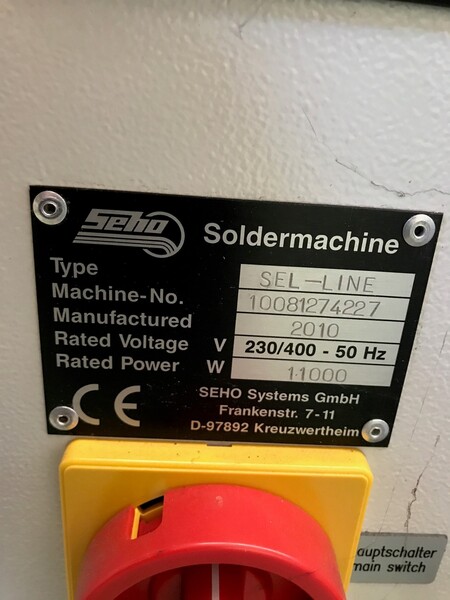 Seho Soldermachine
Type SEL-LINE
Machine-No. 10081274227
Manufactured 2010
Rated Voltage V 230/400 - 50 Hz
Rated Power W 11000
CE
SEHO Systems GmbH
Frankenstr. 7-11
D-97892 Kreuzwertheim
auptschalter
main switch